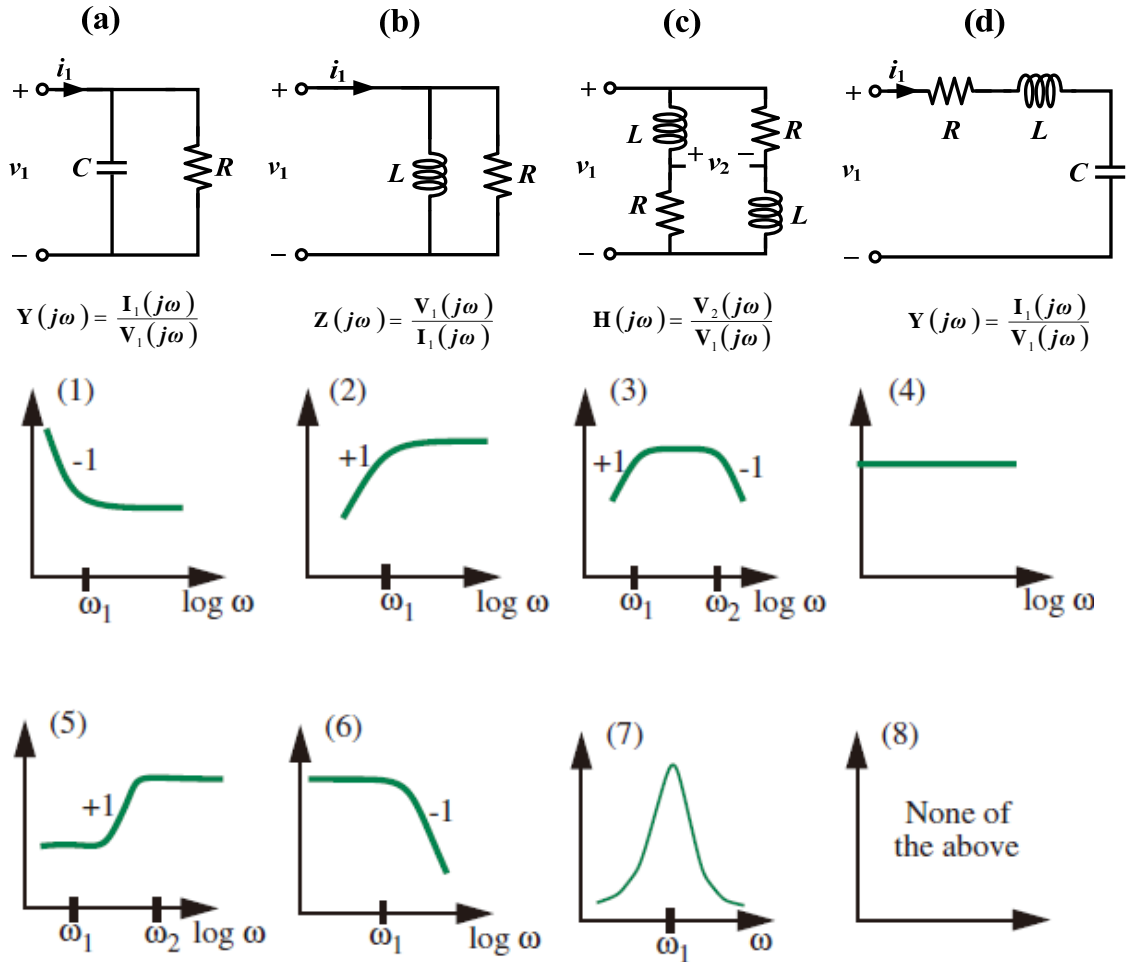 (a) (b) (c) (d)
+ i₁ C R v₁ −
+ i₁ L R v₁ −
+ L R + v₂ − v₁ R L −
+ i₁ R L C v₁ −
Y(jω) = I₁(jω) / V₁(jω)
Z(jω) = V₁(jω) / I₁(jω)
H(jω) = V₂(jω) / V₁(jω)
Y(jω) = I₁(jω) / V₁(jω)
(1)
-1
ω₁ log ω
(2)
+1
ω₁ log ω
(3)
+1 -1
ω₁ ω₂ log ω
(4)
log ω
(5)
+1
ω₁ ω₂ log ω
(6)
-1
ω₁ log ω
(7)
ω₁ ω
(8)
None of
the above